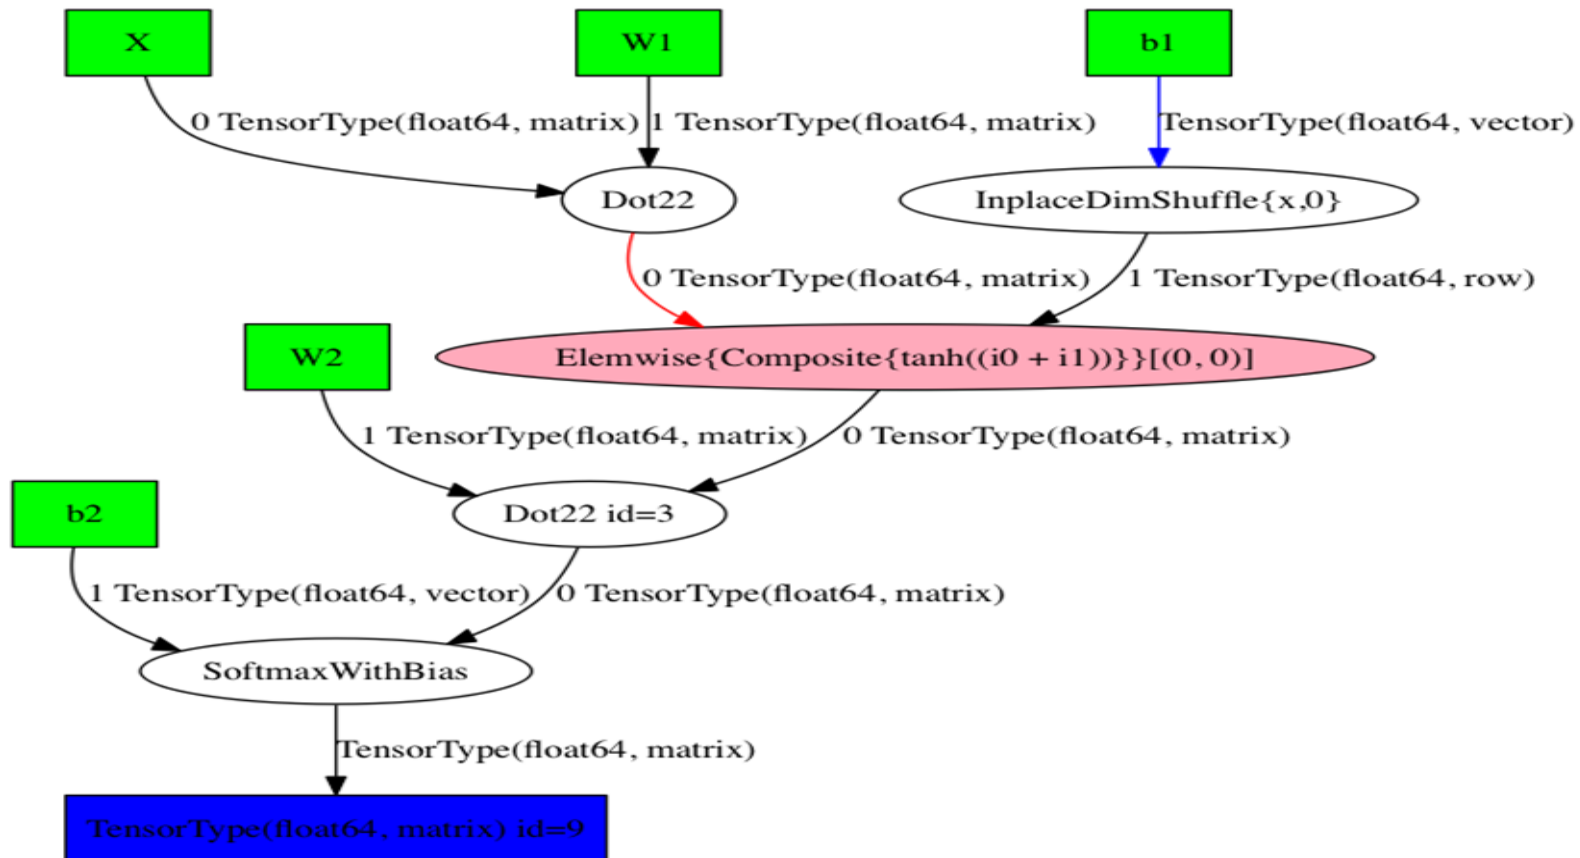 X
W1
b1
0 TensorType(float64, matrix)
1 TensorType(float64, matrix)
TensorType(float64, vector)
Dot22
InplaceDimShuffle{x,0}
0 TensorType(float64, matrix)
1 TensorType(float64, row)
W2
Elemwise{Composite{tanh((i0 + i1))}}[(0, 0)]
1 TensorType(float64, matrix)
0 TensorType(float64, matrix)
b2
Dot22 id=3
1 TensorType(float64, vector)
0 TensorType(float64, matrix)
SoftmaxWithBias
TensorType(float64, matrix)
TensorType(float64, matrix) id=9